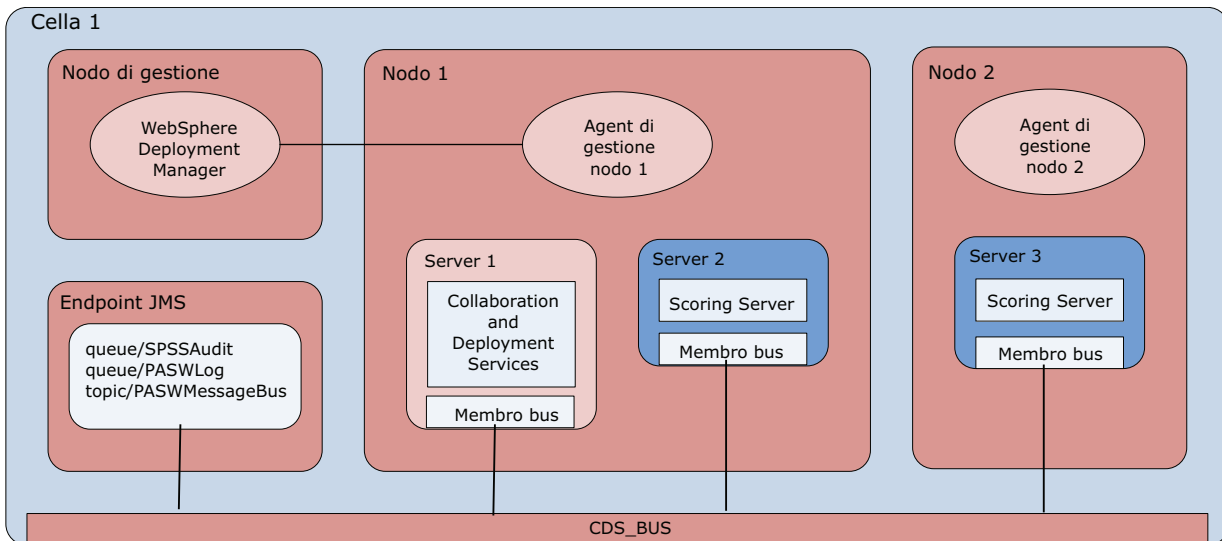 Cella 1
Nodo di gestione
WebSphere
Deployment
Manager
Nodo 1
Agent di
gestione
nodo 1
Nodo 2
Agent di
gestione
nodo 2
Server 1
Collaboration
and
Deployment
Services
Membro bus
Server 2
Scoring Server
Membro bus
Server 3
Scoring Server
Membro bus
Endpoint JMS
queue/SPSSAudit
queue/PASWLog
topic/PASWMessageBus
CDS_BUS